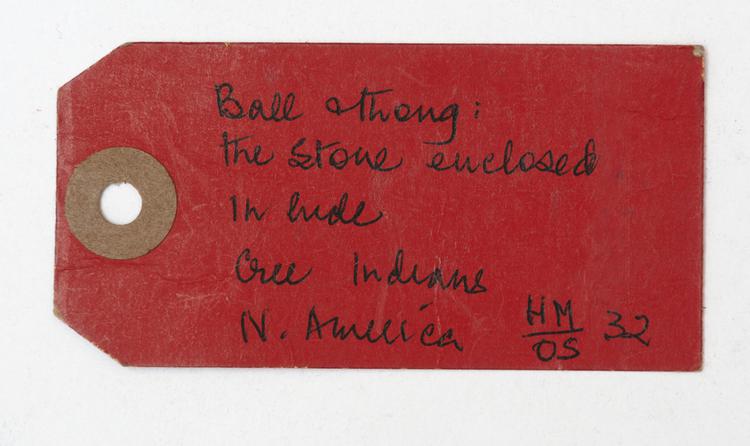 Ball & thong:
the stone enclosed
In hide
Cree Indians
N. America HM/OS 32